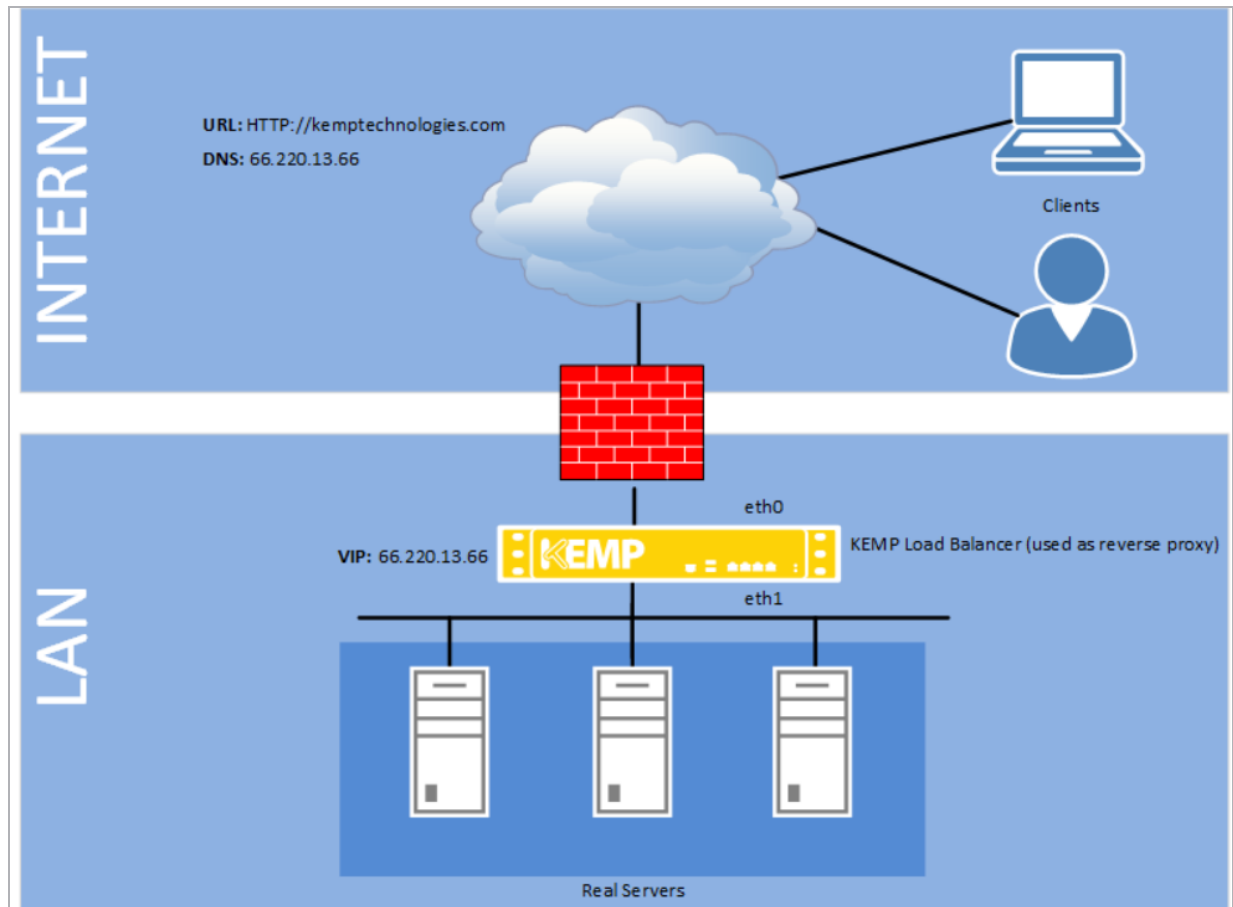 INTERNET
URL: HTTP://kemptechnologies.com
DNS: 66.220.13.66
Clients
LAN
eth0
VIP: 66.220.13.66
KEMP
KEMP Load Balancer (used as reverse proxy)
eth1
Real Servers